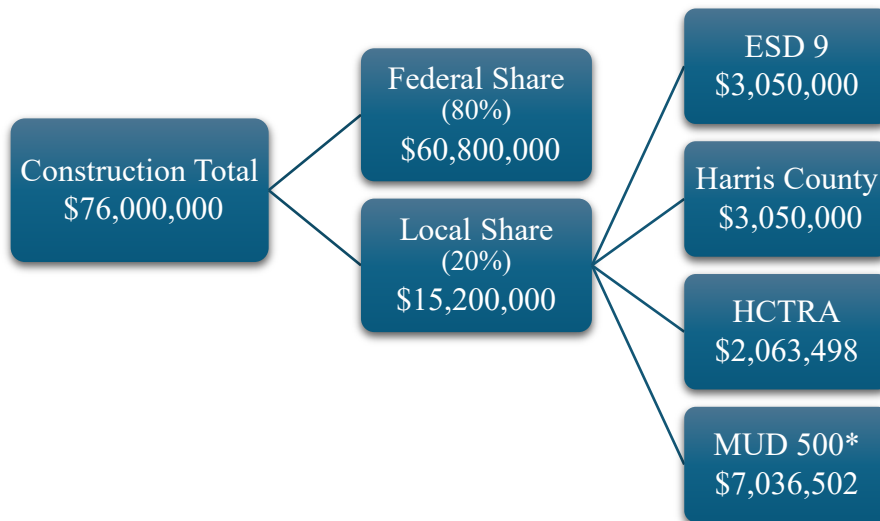 Construction Total
$76,000,000
Federal Share
(80%)
$60,800,000
Local Share
(20%)
$15,200,000
ESD 9
$3,050,000
Harris County
$3,050,000
HCTRA
$2,063,498
MUD 500*
$7,036,502